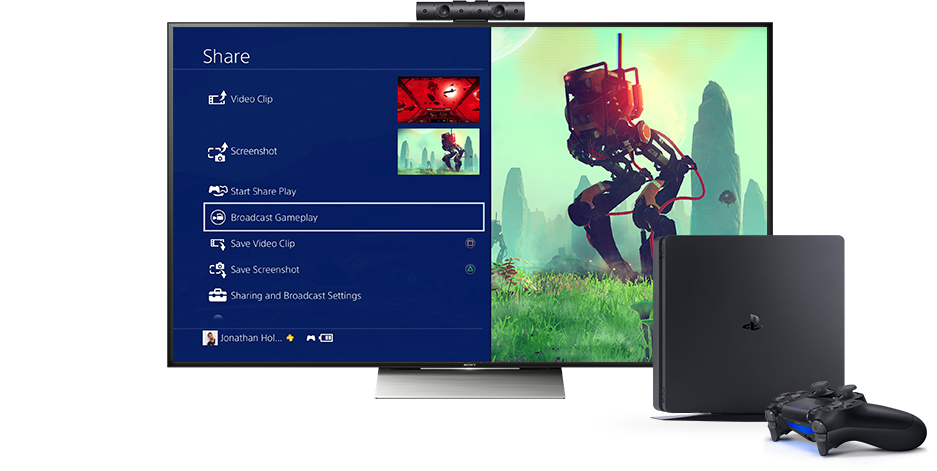 Share
Video Clip
Screenshot
Start Share Play
Broadcast Gameplay
Save Video Clip
Save Screenshot
Sharing and Broadcast Settings
Jonathan Hol...
SONY